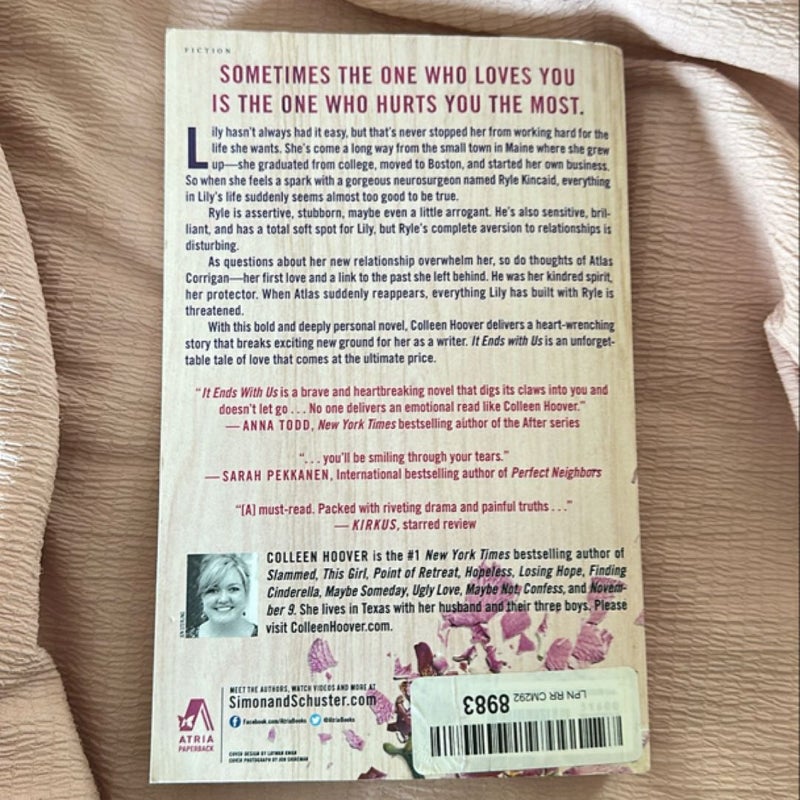 FICTION
SOMETIMES THE ONE WHO LOVES YOU
IS THE ONE WHO HURTS YOU THE MOST.
Lily hasn't always had it easy, but that's never stopped her from working hard for the
life she wants. She's come a long way from the small town in Maine where she grew
up—she graduated from college, moved to Boston, and started her own business.
So when she feels a spark with a gorgeous neurosurgeon named Ryle Kincaid, everything
in Lily's life suddenly seems almost too good to be true.
Ryle is assertive, stubborn, maybe even a little arrogant. He's also sensitive, bril-
liant, and has a total soft spot for Lily, but Ryle's complete aversion to relationships is
disturbing.
As questions about her new relationship overwhelm her, so do thoughts of Atlas
Corrigan—her first love and a link to the past she left behind. He was her kindred spirit,
her protector. When Atlas suddenly reappears, everything Lily has built with Ryle is
threatened.
With this bold and deeply personal novel, Colleen Hoover delivers a heart-wrenching
story that breaks exciting new ground for her as a writer. It Ends with Us is an unforget-
table tale of love that comes at the ultimate price.
"It Ends With Us is a brave and heartbreaking novel that digs its claws into you and
doesn't let go . . . No one delivers an emotional read like Colleen Hoover."
—ANNA TODD, New York Times bestselling author of the After series
". . . you'll be smiling through your tears."
—SARAH PEKKANEN, International bestselling author of Perfect Neighbors
"[A] must-read. Packed with riveting drama and painful truths . . ."
—KIRKUS, starred review
COLLEEN HOOVER is the #1 New York Times bestselling author of
Slammed, This Girl, Point of Retreat, Hopeless, Losing Hope, Finding
Cinderella, Maybe Someday, Ugly Love, Maybe Not, Confess, and Novem-
ber 9. She lives in Texas with her husband and their three boys. Please
visit ColleenHoover.com.
MEET THE AUTHORS, WATCH VIDEOS AND MORE AT
SimonandSchuster.com
Facebook.com/AtriaBooks @AtriaBooks
ATRIA
PAPERBACK
COVER DESIGN BY LAYWAN KWAN
COVER PHOTOGRAPH BY JON SHIREMAN
LPN RR CM292 8983